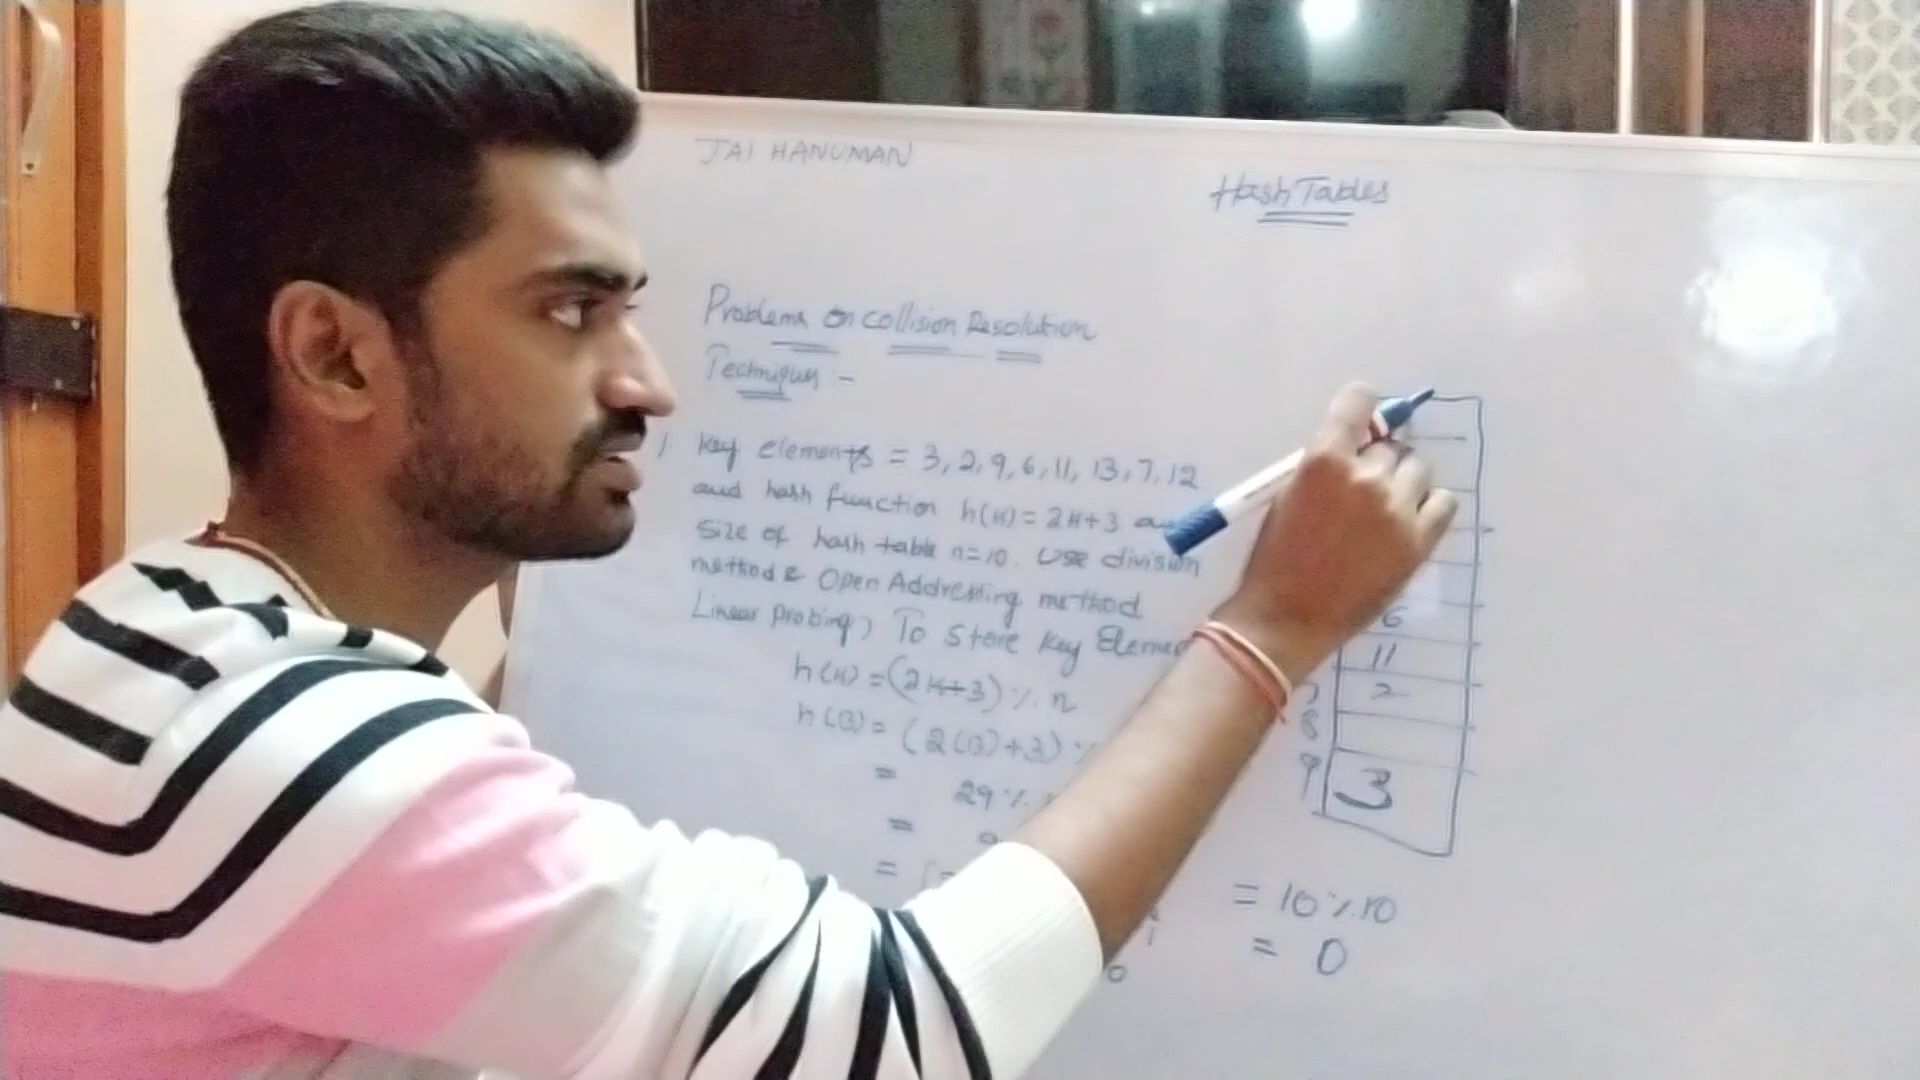 JAI HANUMAN
Hash Tables
Problems on collision Resolution
Techniques :-
1) Key elements = 3, 2, 9, 6, 11, 13, 7, 12
and hash function h(k) = 2k+3
size of hash table n=10. Use division
method & Open Addressing method
Linear Probing) To Store Key
h(k) = (2k+3) % n
h(13) = (2(13)+3) %
= 29 %
=
=
6
11
7 2
8
9 3
= 10 % 10
= 0